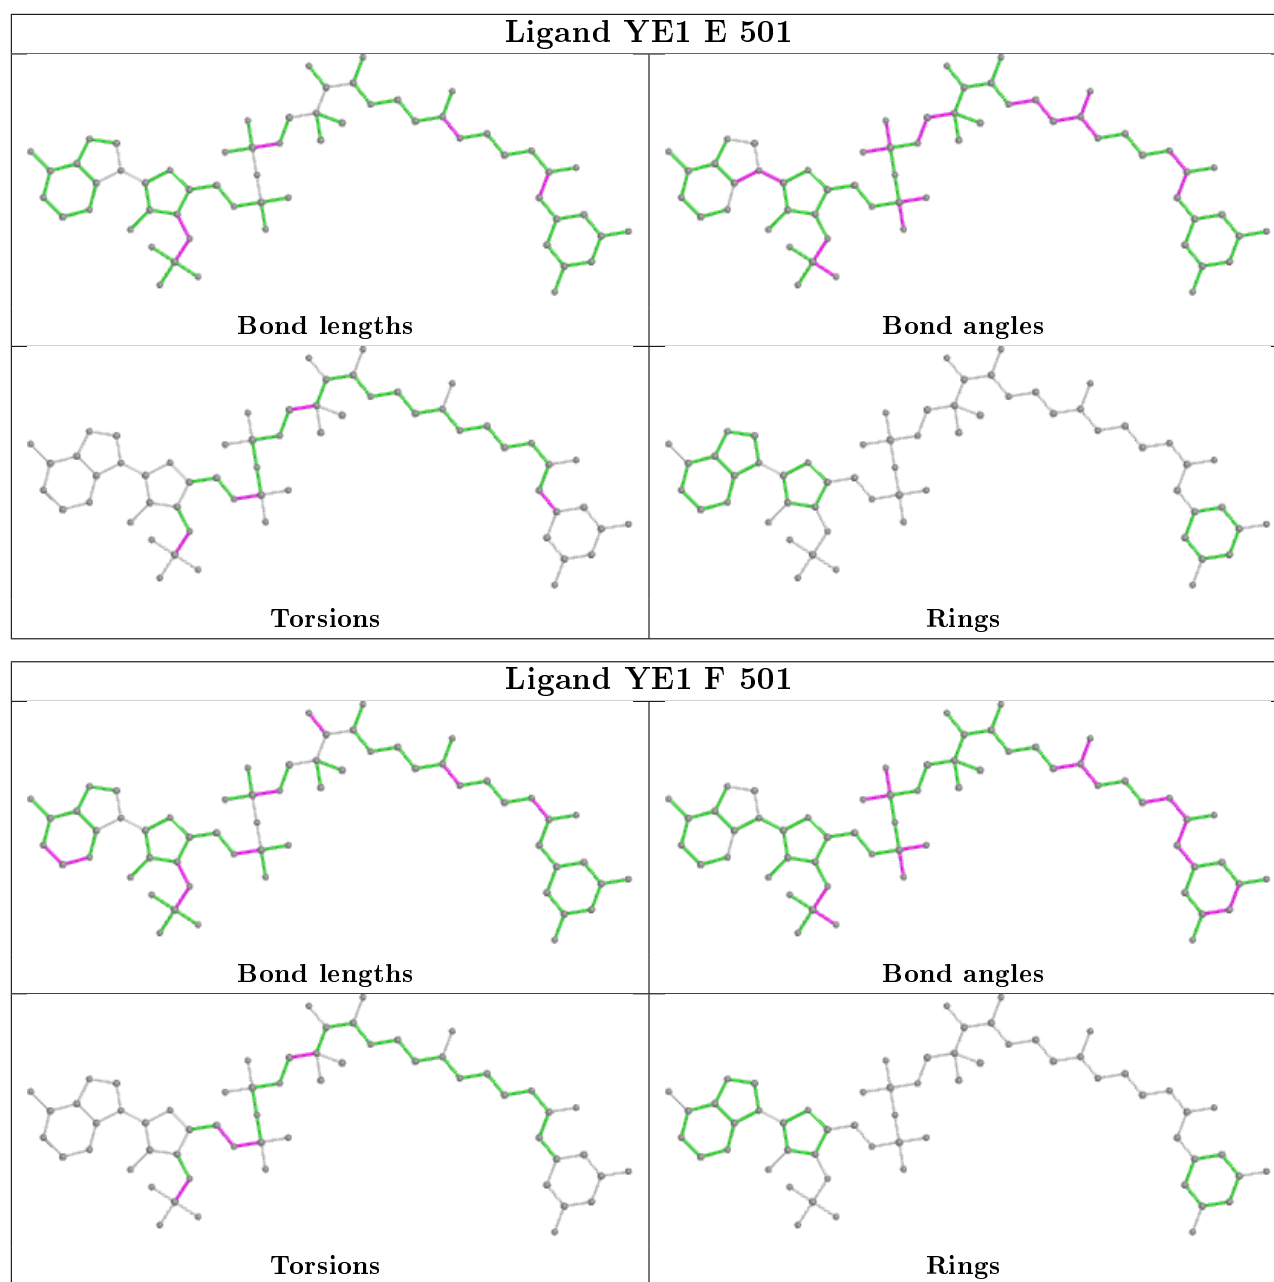 Ligand YE1 E 501
Bond lengths
Bond angles
Torsions
Rings
Ligand YE1 F 501
Bond lengths
Bond angles
Torsions
Rings